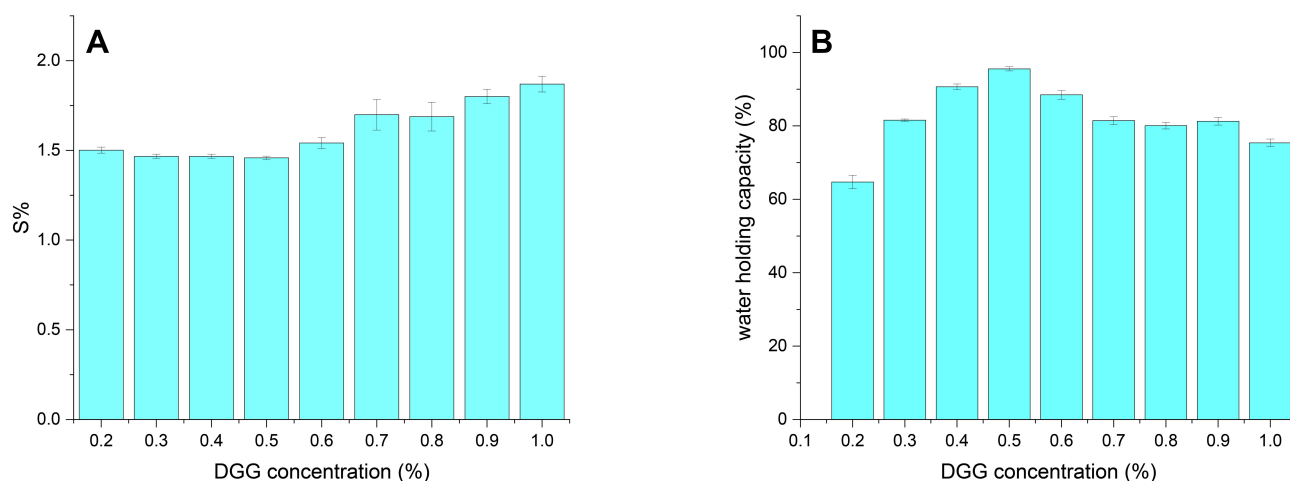 A
2.0
1.5
1.0
0.5
0.0
S%
0.2 0.3 0.4 0.5 0.6 0.7 0.8 0.9 1.0
DGG concentration (%)
B
100
80
60
40
20
0
water holding capacity (%)
0.1 0.2 0.3 0.4 0.5 0.6 0.7 0.8 0.9 1.0
DGG concentration (%)